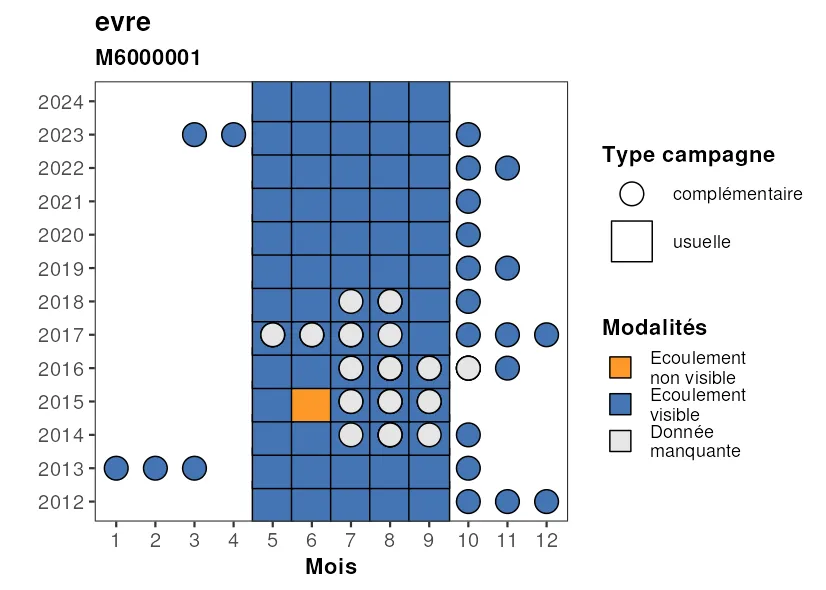 evre
M6000001
2024
2023
2022
2021
2020
2019
2018
2017
2016
2015
2014
2013
2012
1 2 3 4 5 6 7 8 9 10 11 12
Mois
Type campagne
complémentaire
usuelle
Modalités
Ecoulement
non visible
Ecoulement
visible
Donnée
manquante